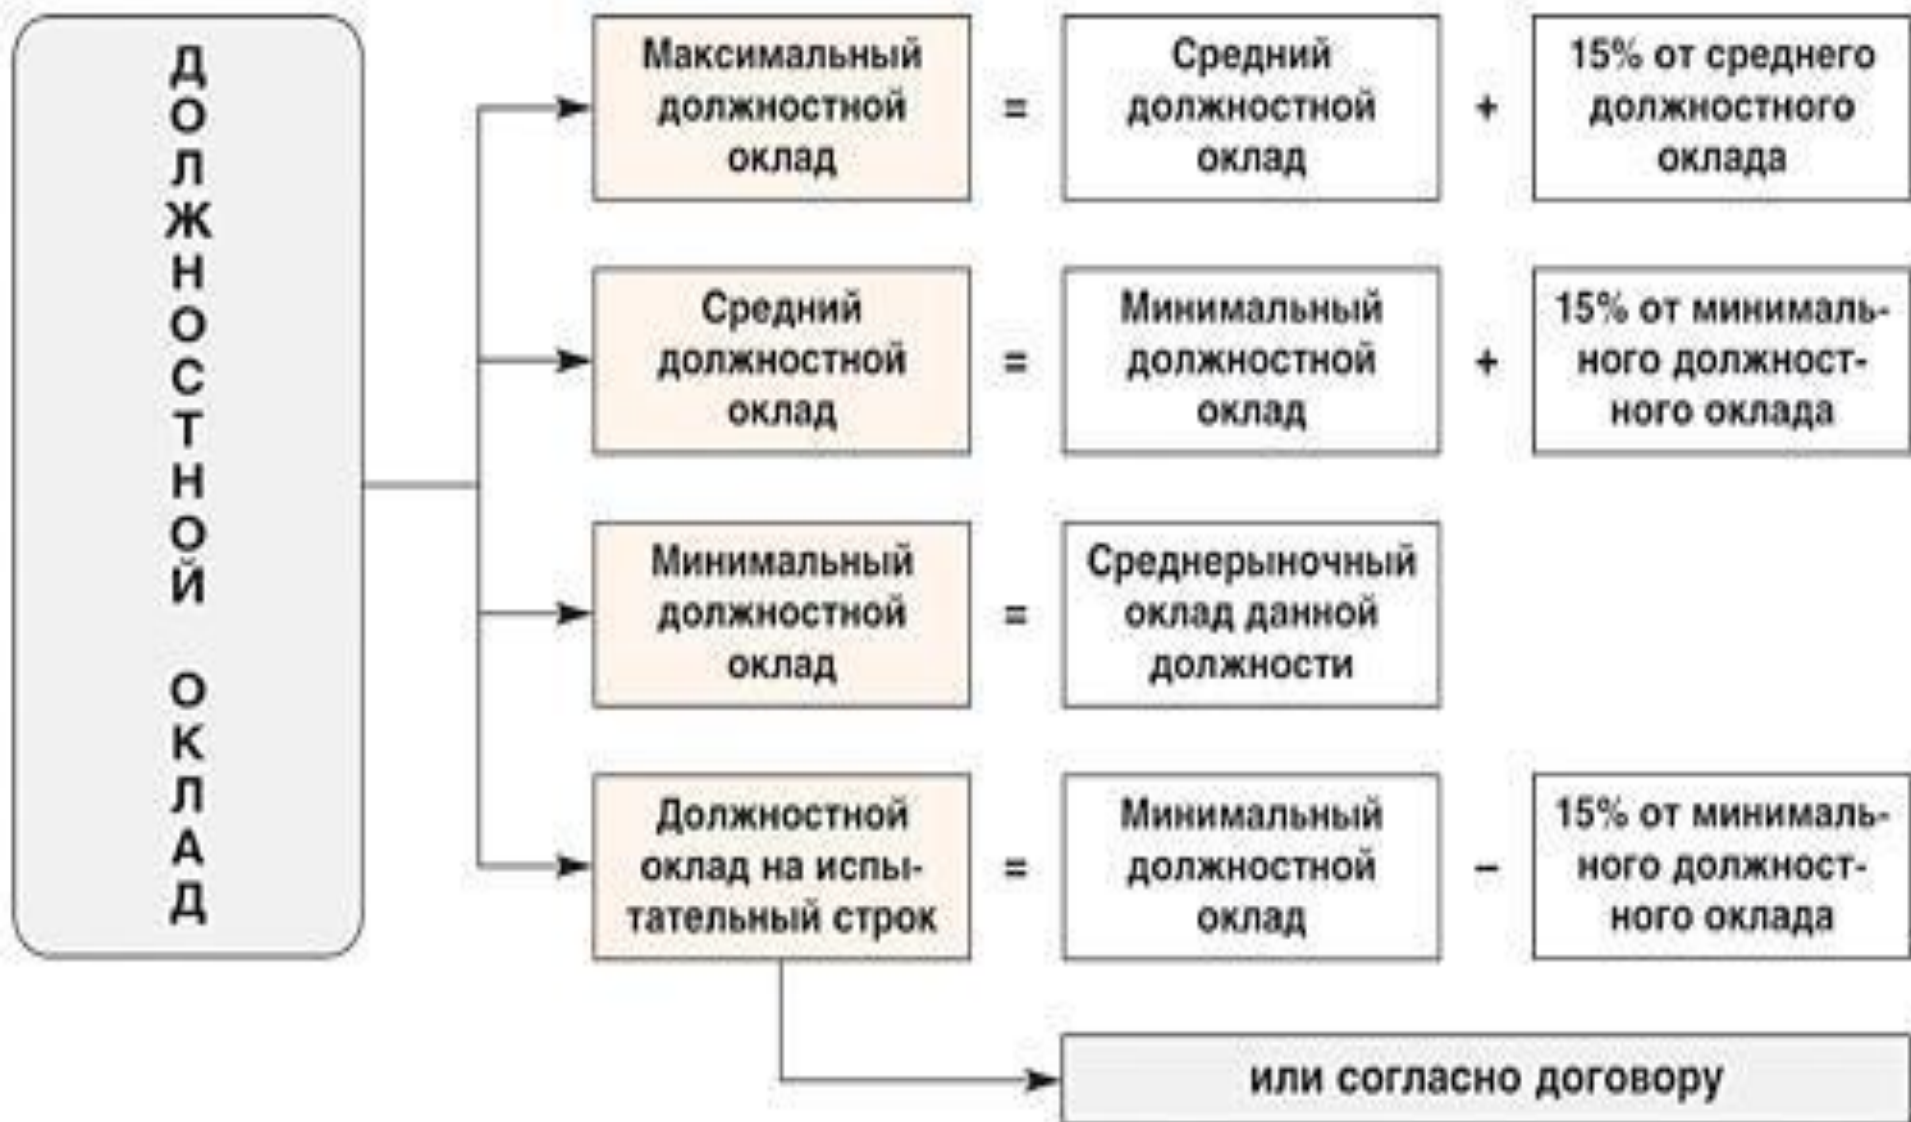 ДОЛЖНОСТНОЙ ОКЛАД
Максимальный
должностной
оклад
=
Средний
должностной
оклад
+
15% от среднего
должностного
оклада
Средний
должностной
оклад
=
Минимальный
должностной
оклад
+
15% от минималь-
ного должност-
ного оклада
Минимальный
должностной
оклад
=
Среднерыночный
оклад данной
должности
Должностной
оклад на испы-
тательный строк
=
Минимальный
должностной
оклад
–
15% от минималь-
ного должност-
ного оклада
или согласно договору